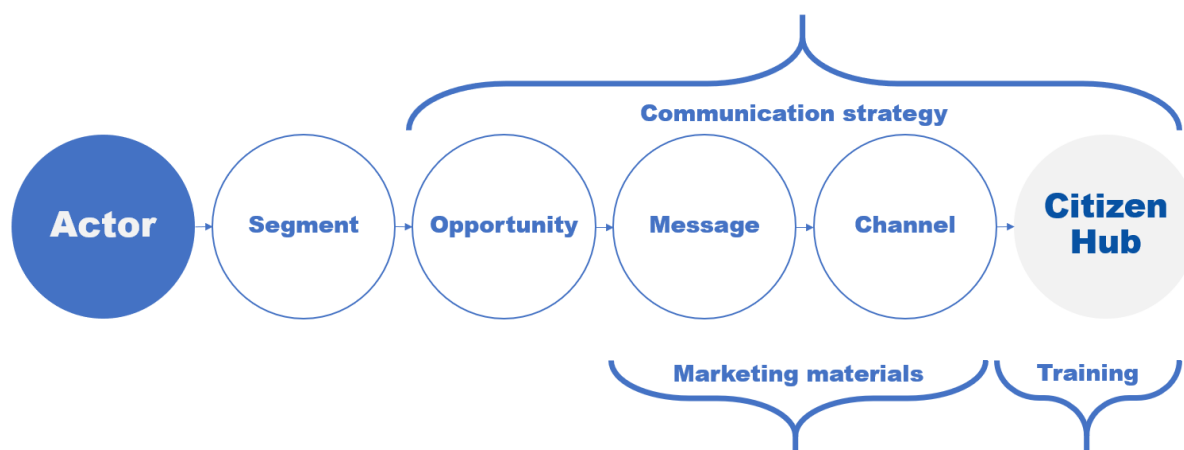 Communication strategy
Actor
Segment
Opportunity
Message
Channel
Citizen
Hub
Marketing materials
Training